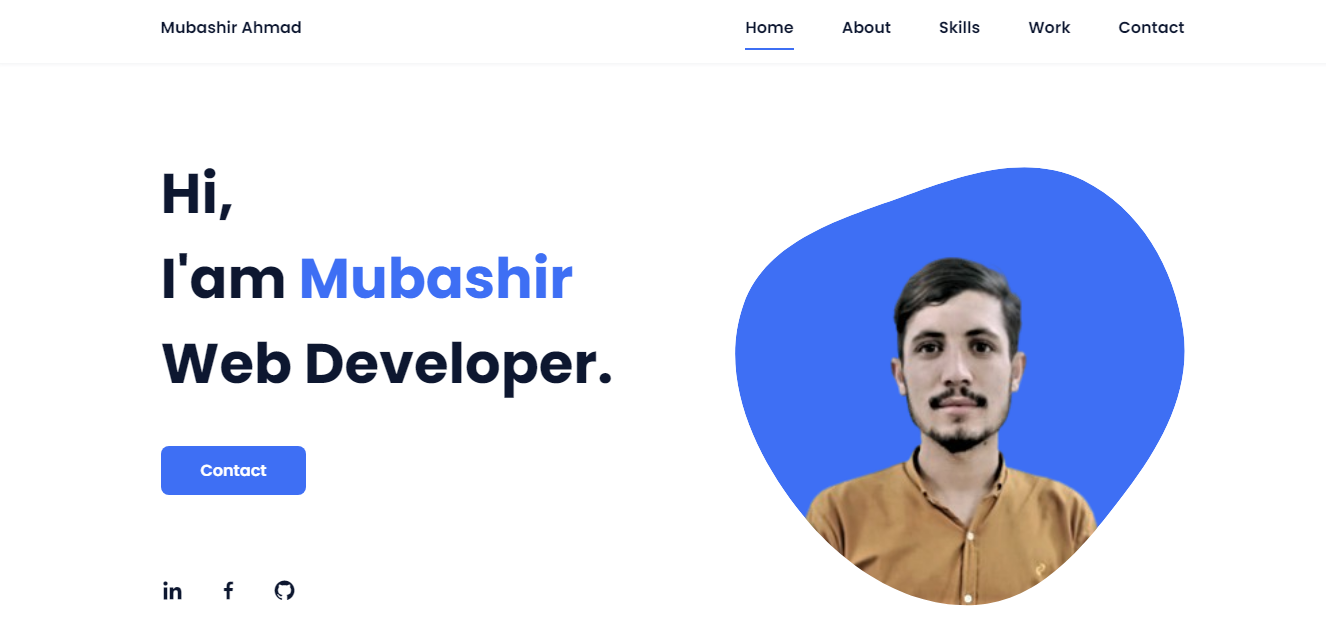 Mubashir Ahmad
Home About Skills Work Contact
Hi,
I'am Mubashir
Web Developer.
Contact
in f